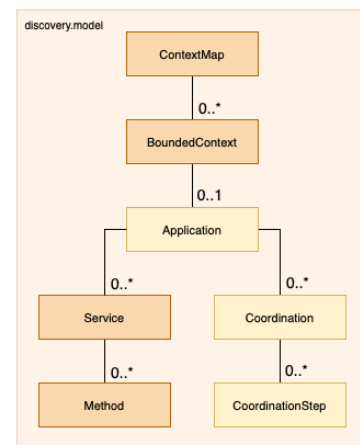 discovery.model
ContextMap
0..*
BoundedContext
0..1
Application
0..* 0..*
Service Coordination
0..* 0..*
Method CoordinationStep